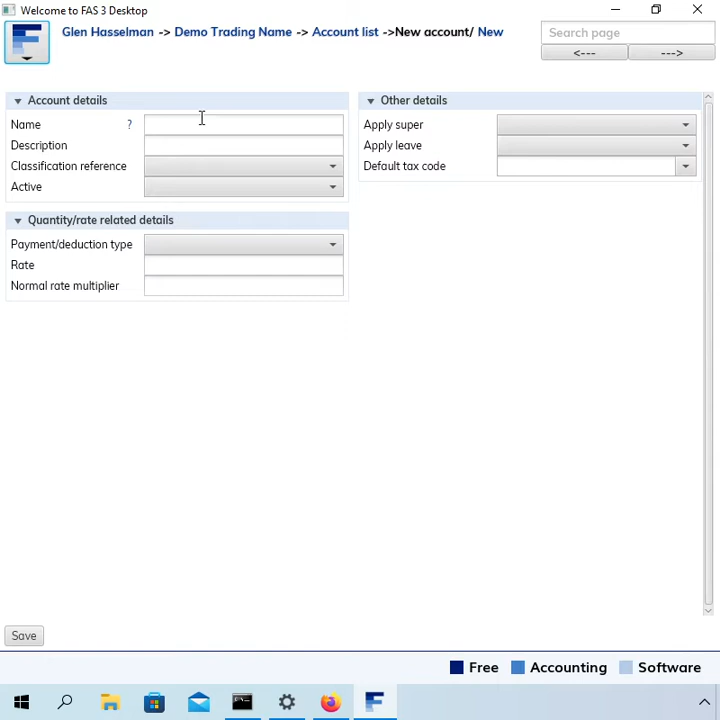 Welcome to FAS 3 Desktop
Glen Hasselman -> Demo Trading Name -> Account list ->New account/ New
Search page
<---
--->
Account details
Name ?
Description
Classification reference
Active
Quantity/rate related details
Payment/deduction type
Rate
Normal rate multiplier
Other details
Apply super
Apply leave
Default tax code
Save
Free Accounting Software